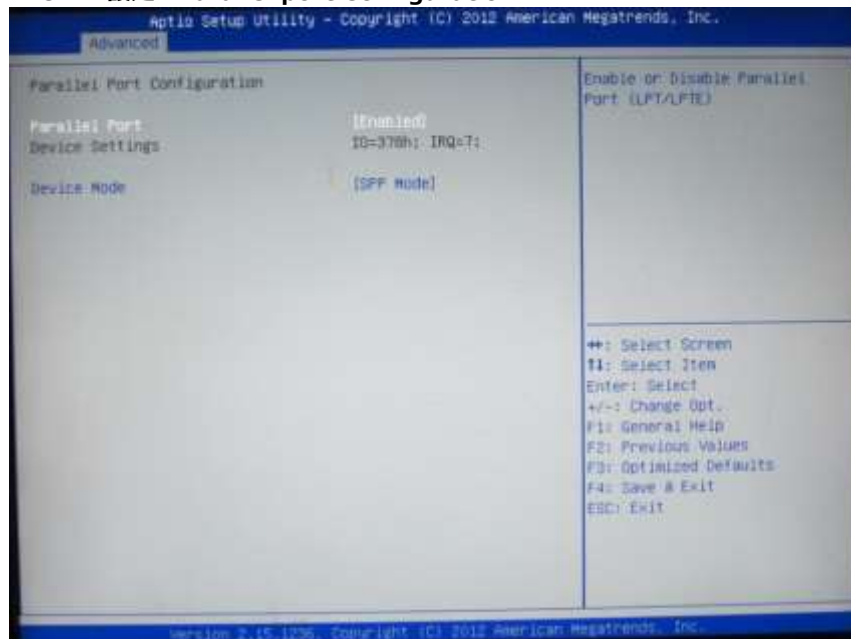 Aptio Setup Utility - Copyright (C) 2012 American Megatrends, Inc.
Advanced
Parallel Port Configuration
Enable or Disable Parallel
Port (LPT/LPTE)
Parallel Port [Enabled]
Device Settings IO=378h; IRQ=7;
Device Mode [SPP Mode]
: Select Screen
: Select Item
Enter: Select
+/-: Change Opt.
F1: General Help
F2: Previous Values
F3: Optimized Defaults
F4: Save & Exit
ESC: Exit
Version 2.15.1236. Copyright (C) 2012 American Megatrends, Inc.